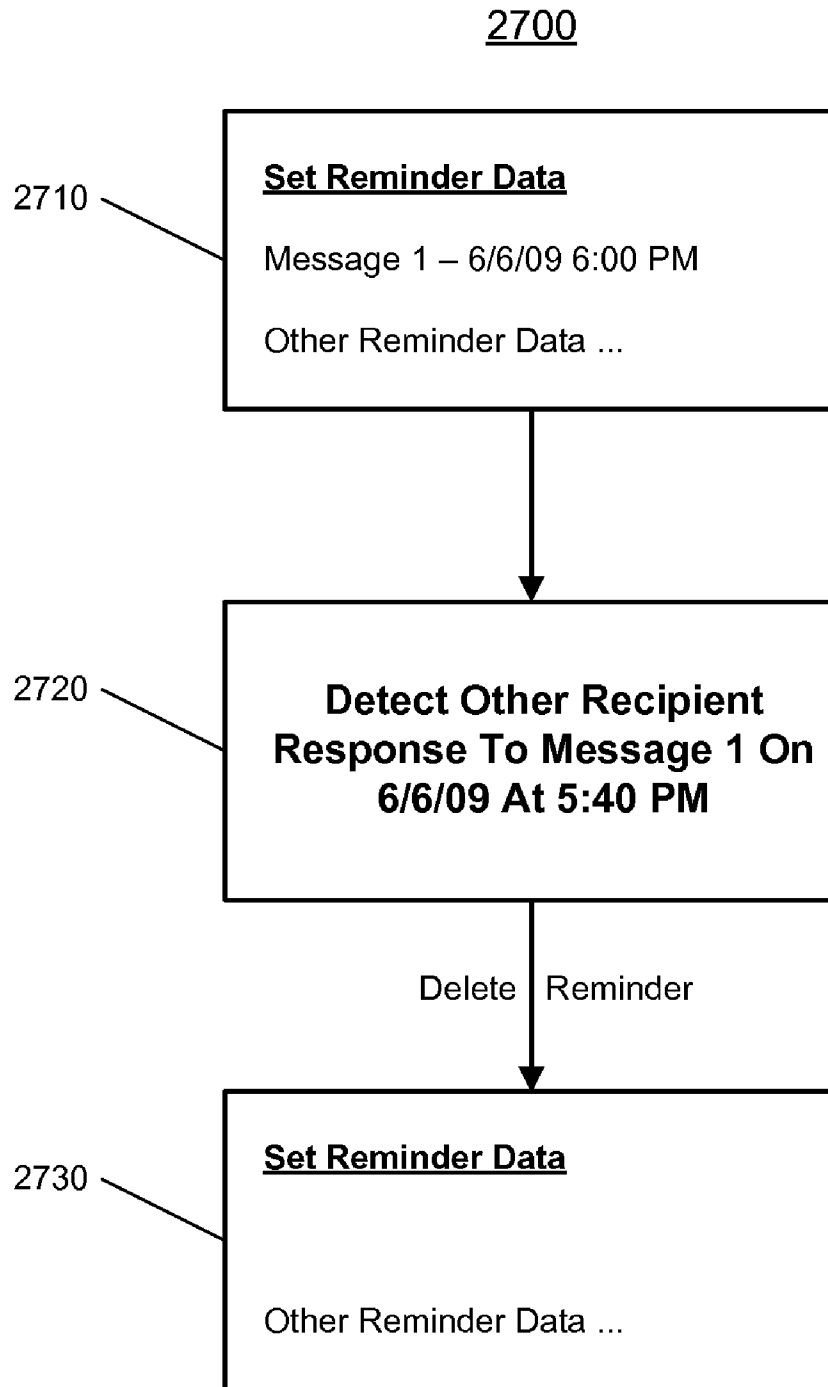 2700
2710
Set Reminder Data
Message 1 – 6/6/09 6:00 PM
Other Reminder Data ...
2720
Detect Other Recipient
Response To Message 1 On
6/6/09 At 5:40 PM
Delete Reminder
2730
Set Reminder Data
Other Reminder Data ...